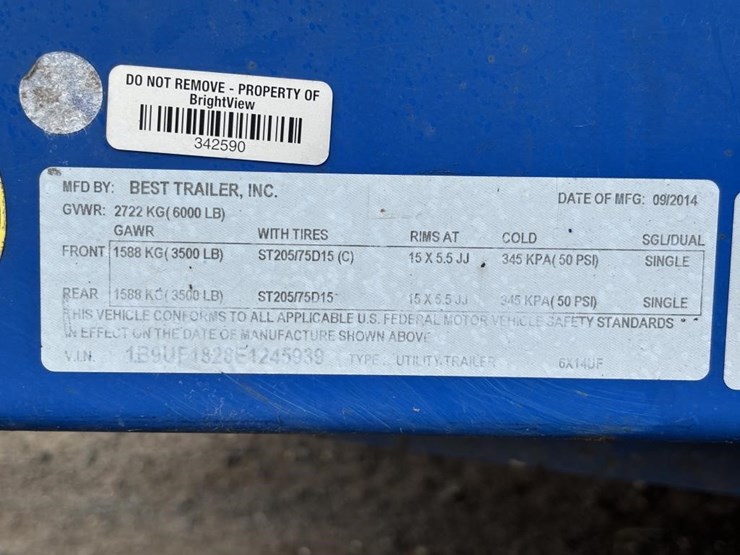 DO NOT REMOVE - PROPERTY OF
BrightView
342590
MFD BY: BEST TRAILER, INC. DATE OF MFG: 09/2014
GVWR: 2722 KG( 6000 LB)
GAWR WITH TIRES RIMS AT COLD SGL/DUAL
FRONT 1588 KG( 3500 LB) ST205/75D15 (C) 15 X 5.5 JJ 345 KPA( 50 PSI) SINGLE
REAR 1588 KG( 3500 LB) ST205/75D15 15 X 5.5 JJ 345 KPA( 50 PSI) SINGLE
THIS VEHICLE CONFORMS TO ALL APPLICABLE U.S. FEDERAL MOTOR VEHICLE SAFETY STANDARDS
IN EFFECT ON THE DATE OF MANUFACTURE SHOWN ABOVE
V.I.N. TYPE: UTILITY TRAILER 6X14UF